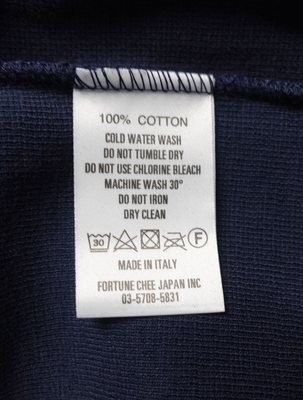 100% COTTON
COLD WATER WASH
DO NOT TUMBLE DRY
DO NOT USE CHLORINE BLEACH
MACHINE WASH 30°
DO NOT IRON
DRY CLEAN
30 F
MADE IN ITALY
FORTUNE CHEE JAPAN INC
03-5708-5831